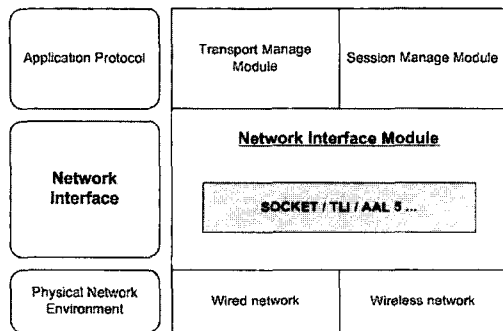 Application Protocol
Transport Manage
Module
Session Manage Module
Network
Interface
Network Interface Module
SOCKET / TLI / AAL 5 ...
Physical Network
Environment
Wired network
Wireless network